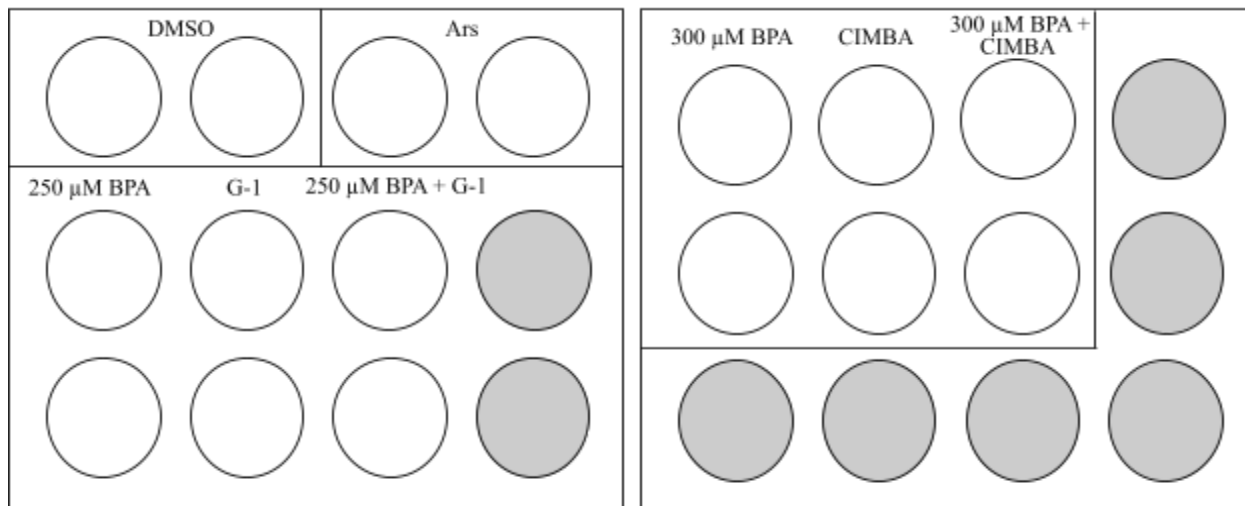 DMSO
Ars
250 µM BPA
G-1
250 µM BPA + G-1
300 µM BPA
CIMBA
300 µM BPA +
CIMBA